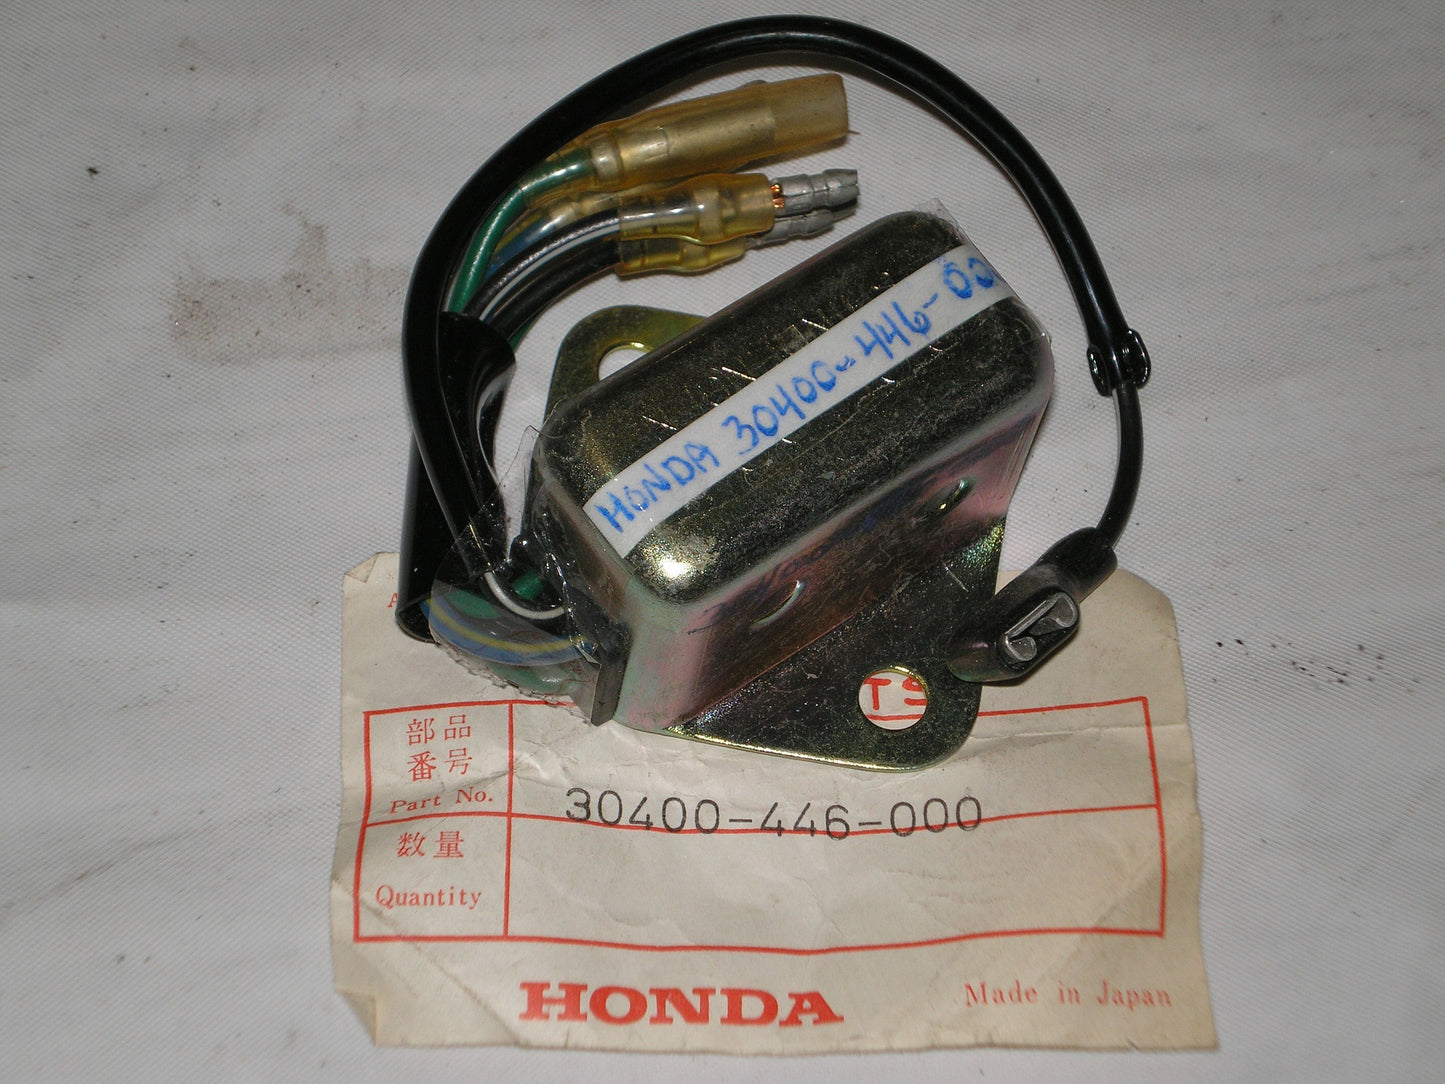 HONDA 30400-446-00
TS
部品
番号
Part No.
30400-446-000
数量
Quantity
HONDA
Made in Japan